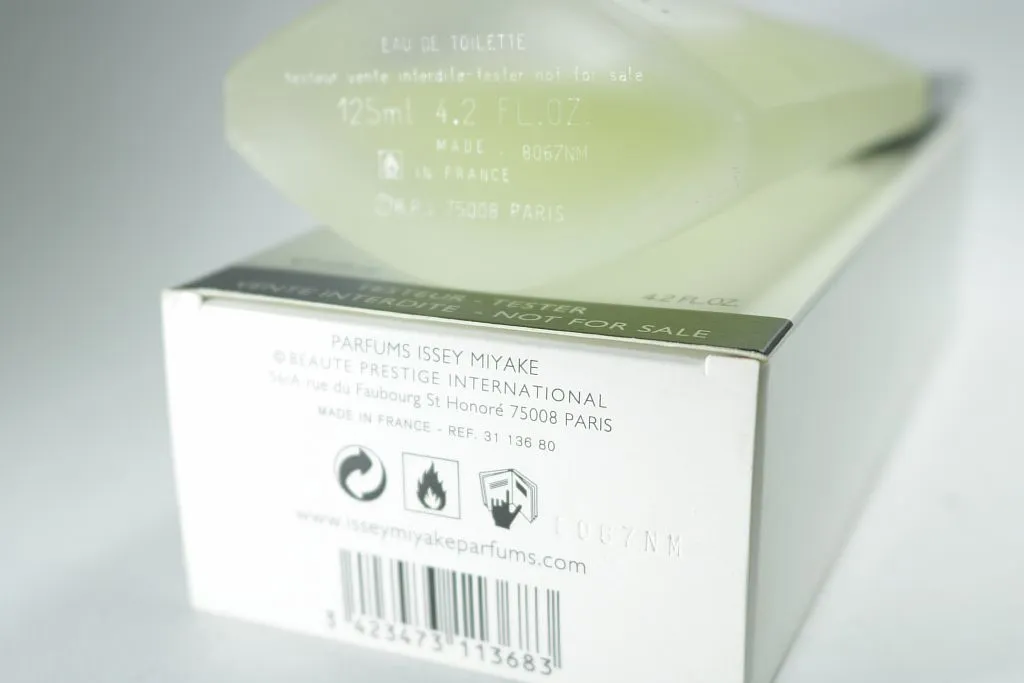 EAU DE TOILETTE
testeur vente interdite-tester not for sale
125ml 4.2 FL.OZ.
MADE . 8067NM
IN FRANCE
75008 PARIS
4.2 FL.OZ.
TESTEUR - TESTER
VENTE INTERDITE - NOT FOR SALE
PARFUMS ISSEY MIYAKE
© BEAUTE PRESTIGE INTERNATIONAL
rue du Faubourg St Honoré 75008 PARIS
MADE IN FRANCE - REF. 31 136 80
8067NM
www.isseymiyakeparfums.com
3 423473 113683